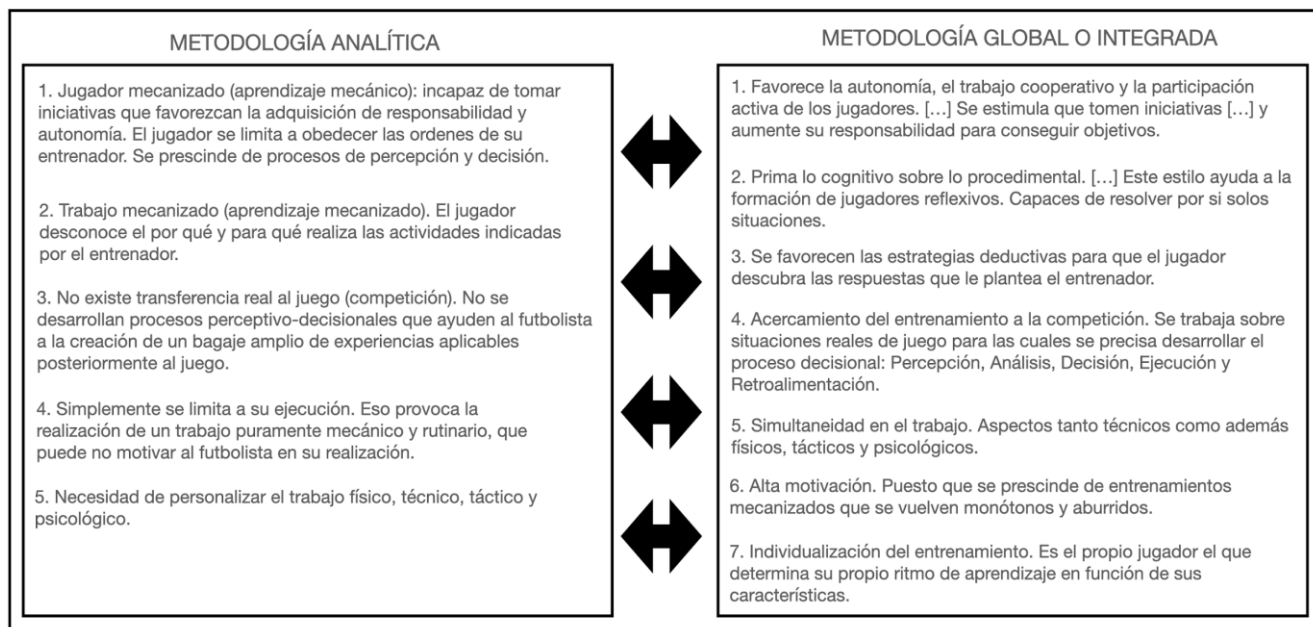 METODOLOGÍA ANALÍTICA
1. Jugador mecanizado (aprendizaje mecánico): incapaz de tomar
iniciativas que favorezcan la adquisición de responsabilidad y
autonomía. El jugador se limita a obedecer las ordenes de su
entrenador. Se prescinde de procesos de percepción y decisión.
2. Trabajo mecanizado (aprendizaje mecanizado). El jugador
desconoce el por qué y para qué realiza las actividades indicadas
por el entrenador.
3. No existe transferencia real al juego (competición). No se
desarrollan procesos perceptivo-decisionales que ayuden al futbolista
a la creación de un bagaje amplio de experiencias aplicables
posteriormente al juego.
4. Simplemente se limita a su ejecución. Eso provoca la
realización de un trabajo puramente mecánico y rutinario, que
puede no motivar al futbolista en su realización.
5. Necesidad de personalizar el trabajo físico, técnico, táctico y
psicológico.
METODOLOGÍA GLOBAL O INTEGRADA
1. Favorece la autonomía, el trabajo cooperativo y la participación
activa de los jugadores. [...] Se estimula que tomen iniciativas [...] y
aumente su responsabilidad para conseguir objetivos.
2. Prima lo cognitivo sobre lo procedimental. [...] Este estilo ayuda a la
formación de jugadores reflexivos. Capaces de resolver por si solos
situaciones.
3. Se favorecen las estrategias deductivas para que el jugador
descubra las respuestas que le plantea el entrenador.
4. Acercamiento del entrenamiento a la competición. Se trabaja sobre
situaciones reales de juego para las cuales se precisa desarrollar el
proceso decisional: Percepción, Análisis, Decisión, Ejecución y
Retroalimentación.
5. Simultaneidad en el trabajo. Aspectos tanto técnicos como además
físicos, tácticos y psicológicos.
6. Alta motivación. Puesto que se prescinde de entrenamientos
mecanizados que se vuelven monótonos y aburridos.
7. Individualización del entrenamiento. Es el propio jugador el que
determina su propio ritmo de aprendizaje en función de sus
características.